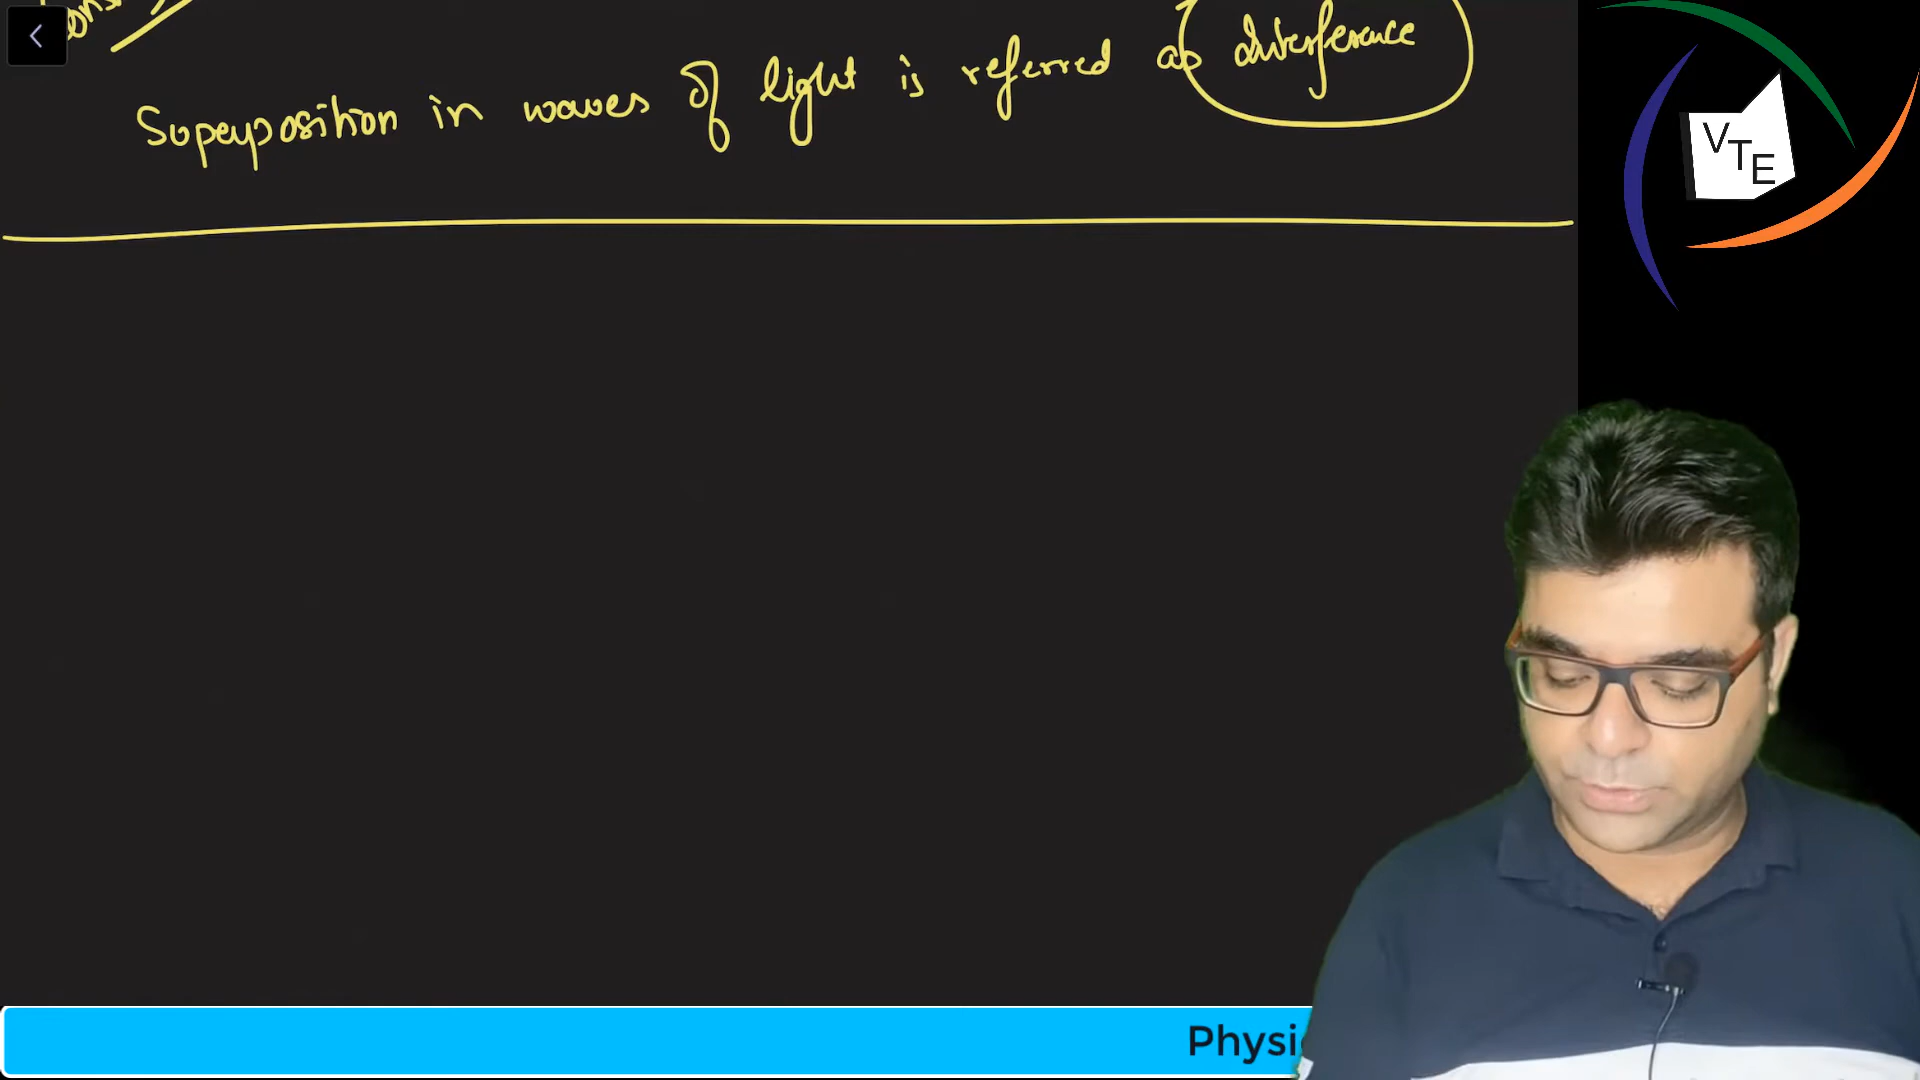 Superposition in waves of light is referred as Interference
VTE
Physi